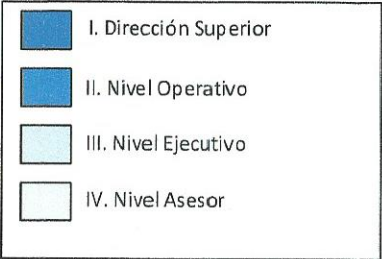 I. Dirección Superior
II. Nivel Operativo
III. Nivel Ejecutivo
IV. Nivel Asesor